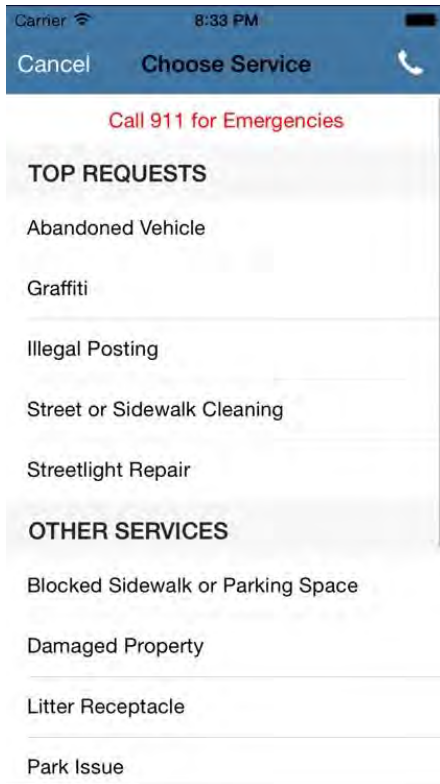 Carrier 8:33 PM
Cancel Choose Service
Call 911 for Emergencies
TOP REQUESTS
Abandoned Vehicle
Graffiti
Illegal Posting
Street or Sidewalk Cleaning
Streetlight Repair
OTHER SERVICES
Blocked Sidewalk or Parking Space
Damaged Property
Litter Receptacle
Park Issue